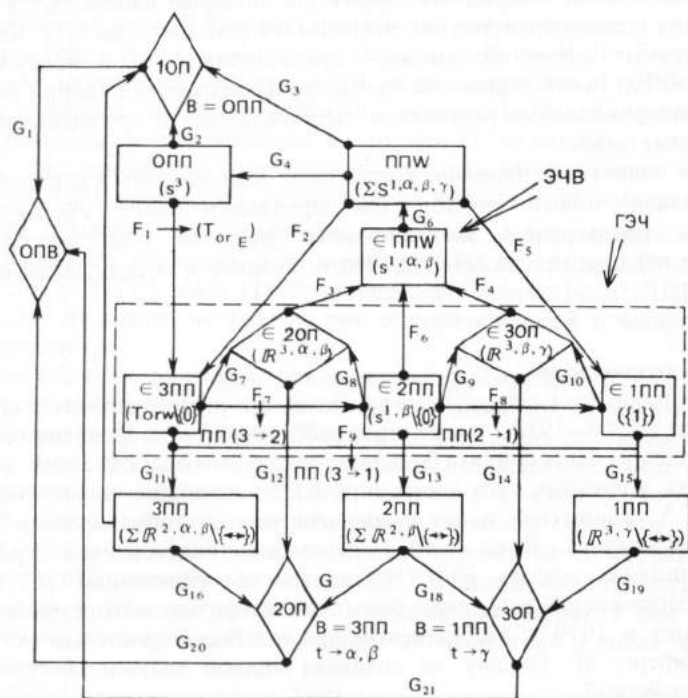 1ОП
B = ОПП
G₁
G₂
G₃
ОПП
(s³)
G₄
ППW
(ΣS¹,α,β,γ)
ЭЧВ
ГЭЧ
ОПВ
F₁
(T or E
F₂
G₆
F₅
∈ ППW
(s¹,α,β)
F₃
F₄
F₆
∈ 2ОП
(ℝ³,α,β)
∈ 3ОП
(ℝ³,β,γ)
G₇
G₈
G₉
G₁₀
∈ 3ПП
(Torw\{0}
F₇
∈ 2ПП
(s¹,β\{0}
F₈
∈ 1ПП
({1})
ПП(3→2)
ПП(2→1)
F₉
G₁₁
G₁₂
ПП(3→1)
G₁₃
G₁₄
G₁₅
3ПП
(Σℝ²,α,β\{↔})
2ПП
1ПП
(ℝ¹,γ\{↔})
G₁₆
2ОП
G
G₁₈
3ОП
G₁₉
B = 3ПП
t→α, β
B = 1ПП
t→γ
G₂₀
G₂₁